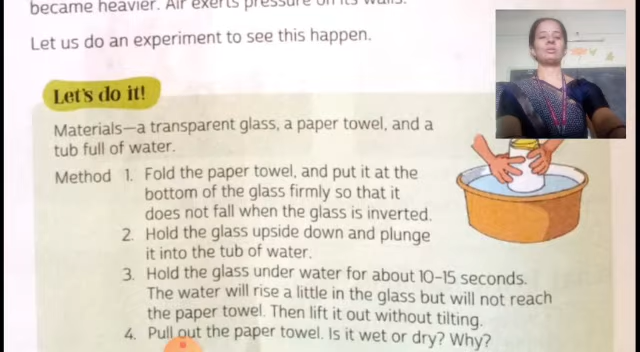 became heavier. Air exerts pressure on its walls.
Let us do an experiment to see this happen.
Let's do it!
Materials—a transparent glass, a paper towel, and a
tub full of water.
Method 1. Fold the paper towel, and put it at the
bottom of the glass firmly so that it
does not fall when the glass is inverted.
2. Hold the glass upside down and plunge
it into the tub of water.
3. Hold the glass under water for about 10-15 seconds.
The water will rise a little in the glass but will not reach
the paper towel. Then lift it out without tilting.
4. Pull out the paper towel. Is it wet or dry? Why?